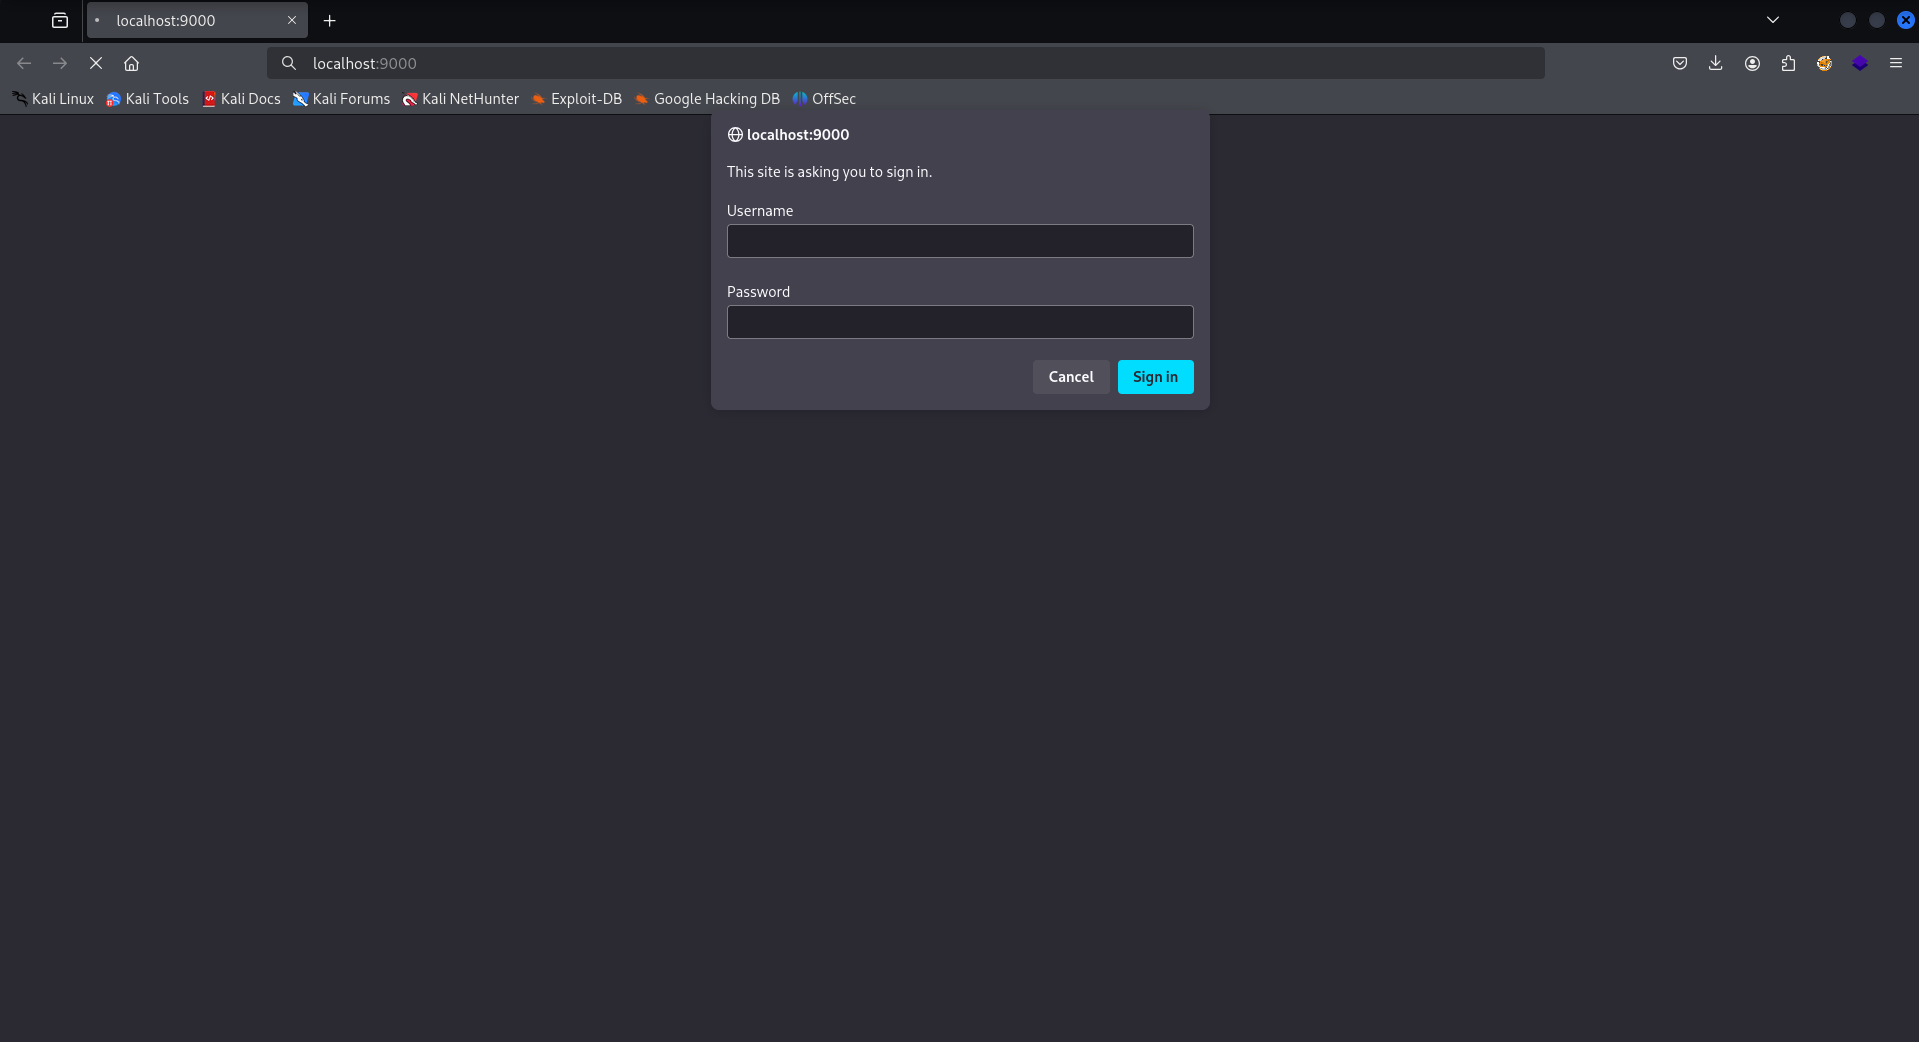 localhost:9000
localhost:9000
Kali Linux Kali Tools Kali Docs Kali Forums Kali NetHunter Exploit-DB Google Hacking DB OffSec
localhost:9000
This site is asking you to sign in.
Username
Password
Cancel Sign in